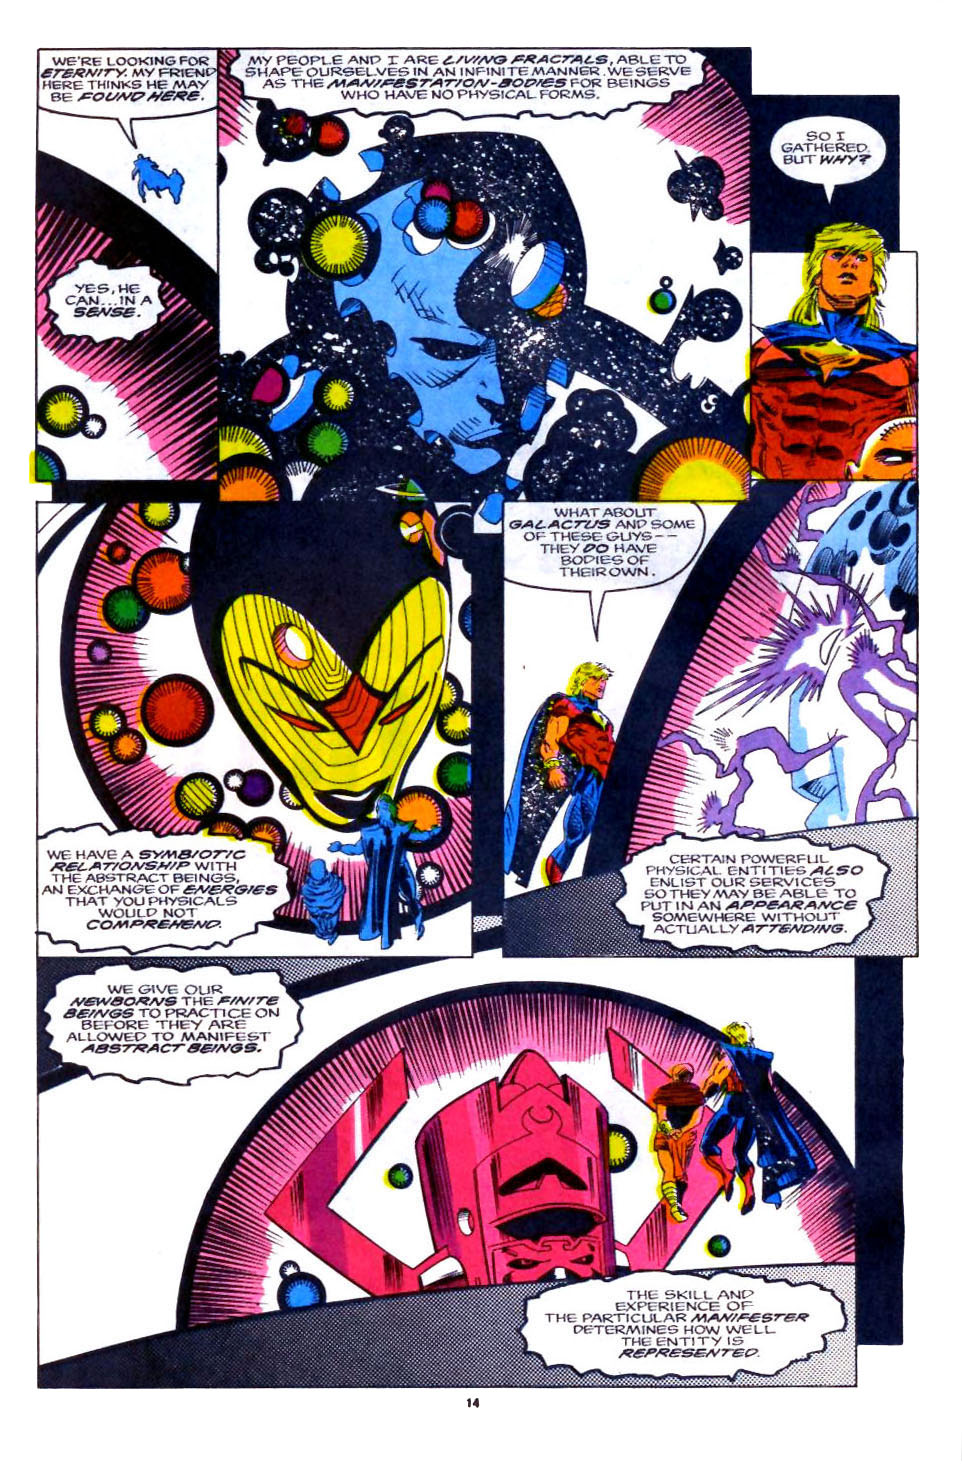 WE'RE LOOKING FOR
ETERNITY. MY FRIEND
HERE THINKS HE MAY
BE FOUND HERE.
YES, HE
CAN...IN A
SENSE.
MY PEOPLE AND I ARE LIVING FRACTALS, ABLE TO
SHAPE OURSELVES IN AN INFINITE MANNER. WE SERVE
AS THE MANIFESTATION-BODIES FOR BEINGS
WHO HAVE NO PHYSICAL FORMS.
SO I
GATHERED.
BUT WHY?
WE HAVE A SYMBIOTIC
RELATIONSHIP WITH
THE ABSTRACT BEINGS,
AN EXCHANGE OF ENERGIES
THAT YOU PHYSICALS
WOULD NOT
COMPREHEND.
WHAT ABOUT
GALACTUS AND SOME
OF THESE GUYS--
THEY DO HAVE
BODIES OF
THEIR OWN.
CERTAIN POWERFUL
PHYSICAL ENTITIES ALSO
ENLIST OUR SERVICES
SO THEY MAY BE ABLE TO
PUT IN AN APPEARANCE
SOMEWHERE WITHOUT
ACTUALLY ATTENDING.
WE GIVE OUR
NEWBORNS THE FINITE
BEINGS TO PRACTICE ON
BEFORE THEY ARE
ALLOWED TO MANIFEST
ABSTRACT BEINGS.
THE SKILL AND
EXPERIENCE OF
THE PARTICULAR MANIFESTER
DETERMINES HOW WELL
THE ENTITY IS
REPRESENTED.
14